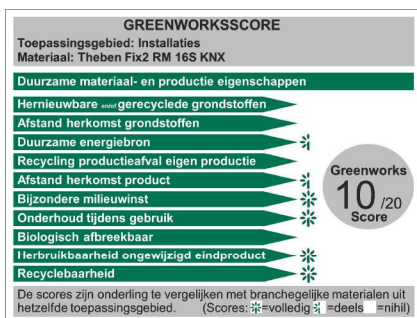 GREENWORKSSCORE
Toepassingsgebied: Installaties
Materiaal: Theben Fix2 RM 16S KNX
Duurzame materiaal- en productie eigenschappen
Hernieuwbare en/of gerecyclede grondstoffen
Afstand herkomst grondstoffen
Duurzame energiebron
Recycling productieafval eigen productie
Afstand herkomst product
Bijzondere milieuwinst
Onderhoud tijdens gebruik
Biologisch afbreekbaar
Herbruikbaarheid ongewijzigd eindproduct
Recyclebaarheid
Greenworks
10 /20
Score
De scores zijn onderling te vergelijken met branchegelijke materialen uit
hetzelfde toepassingsgebied. (Scores: =volledig =deels =nihil)